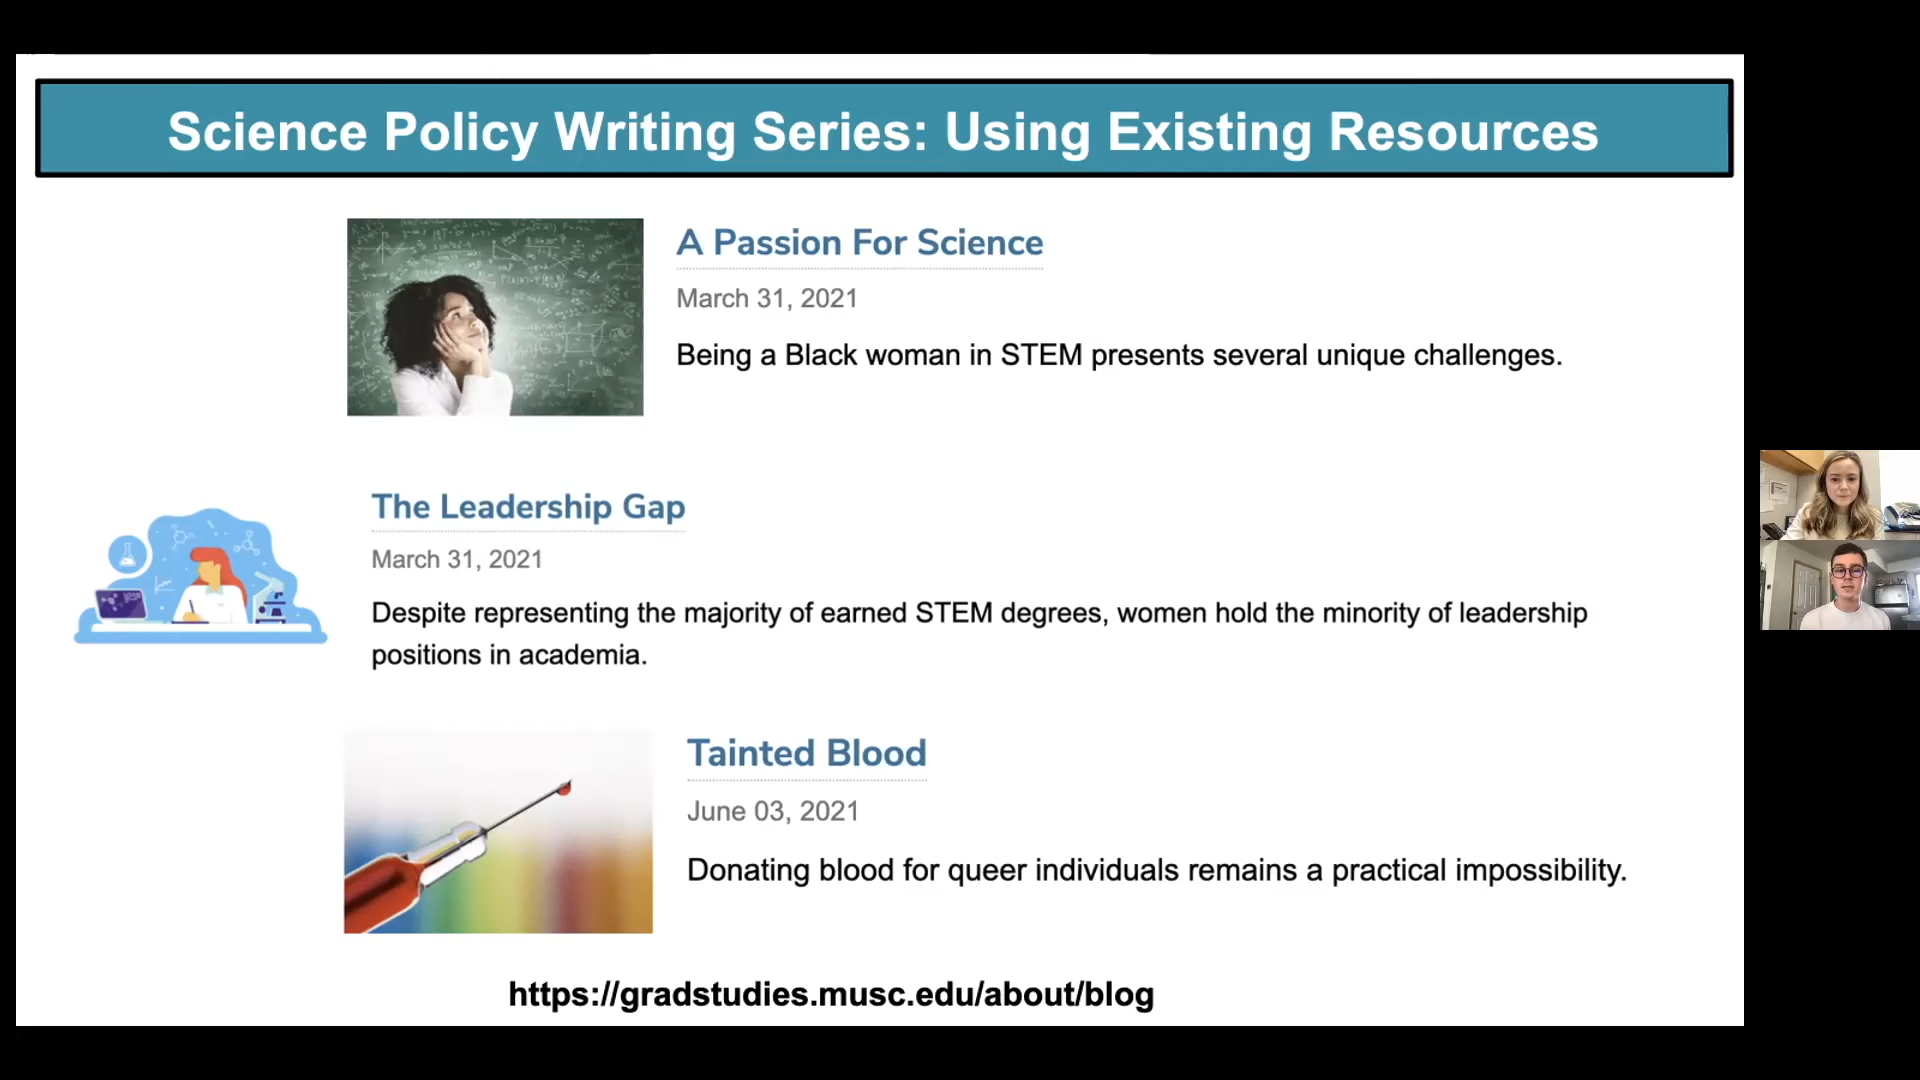 Science Policy Writing Series: Using Existing Resources
A Passion For Science
March 31, 2021
Being a Black woman in STEM presents several unique challenges.
The Leadership Gap
March 31, 2021
Despite representing the majority of earned STEM degrees, women hold the minority of leadership
positions in academia.
Tainted Blood
June 03, 2021
Donating blood for queer individuals remains a practical impossibility.
https://gradstudies.musc.edu/about/blog